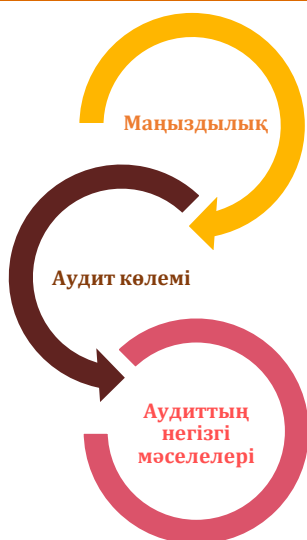 Маңыздылық
Аудит көлемі
Аудиттың
негізгі
мәселелері